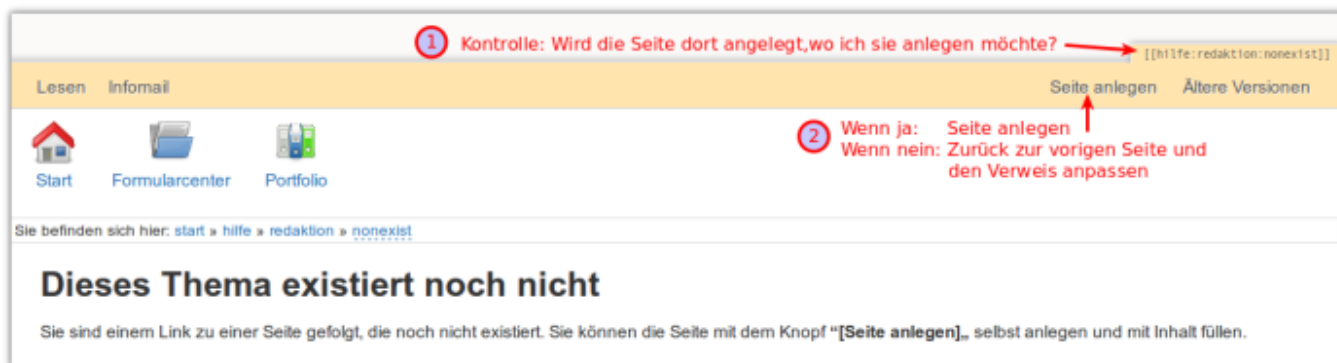 1 Kontrolle: Wird die Seite dort angelegt,wo ich sie anlegen möchte?
[[hilfe:redaktion:nonexist]]
Lesen Infomail Seite anlegen Ältere Versionen
2 Wenn ja: Seite anlegen
Wenn nein: Zurück zur vorigen Seite und
den Verweis anpassen
Start Formularcenter Portfolio
Sie befinden sich hier: start » hilfe » redaktion » nonexist
Dieses Thema existiert noch nicht
Sie sind einem Link zu einer Seite gefolgt, die noch nicht existiert. Sie können die Seite mit dem Knopf “[Seite anlegen]„ selbst anlegen und mit Inhalt füllen.